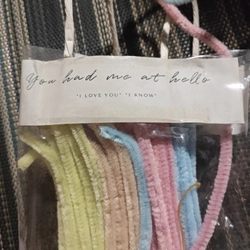 You had me at hello
"I LOVE YOU" "I KNOW"